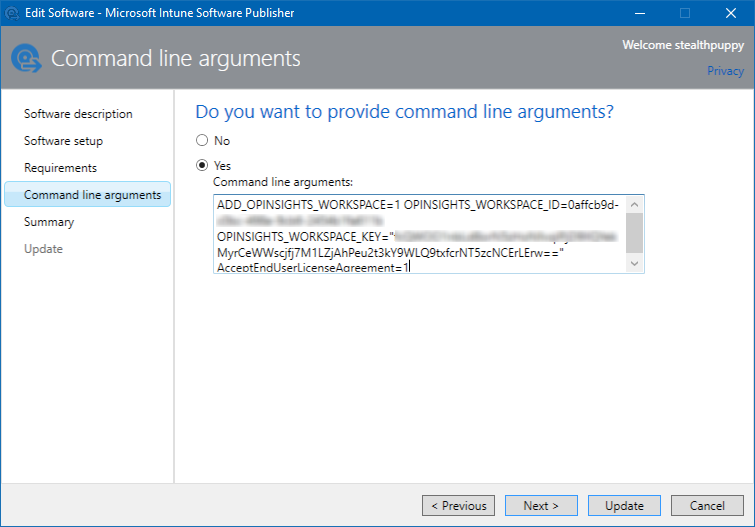 Edit Software - Microsoft Intune Software Publisher
Command line arguments
Welcome stealthpuppy
Privacy
Software description
Software setup
Requirements
Command line arguments
Summary
Update
Do you want to provide command line arguments?
No
Yes
Command line arguments:
ADD_OPINSIGHTS_WORKSPACE=1 OPINSIGHTS_WORKSPACE_ID=0affcb9d-
OPINSIGHTS_WORKSPACE_KEY="
MyrCeWWscjfj7M1LZjAhPeu2t3kY9WLQ9txfcrNT5zcNCErLErw=="
AcceptEndUserLicenseAgreement=1
< Previous
Next >
Update
Cancel